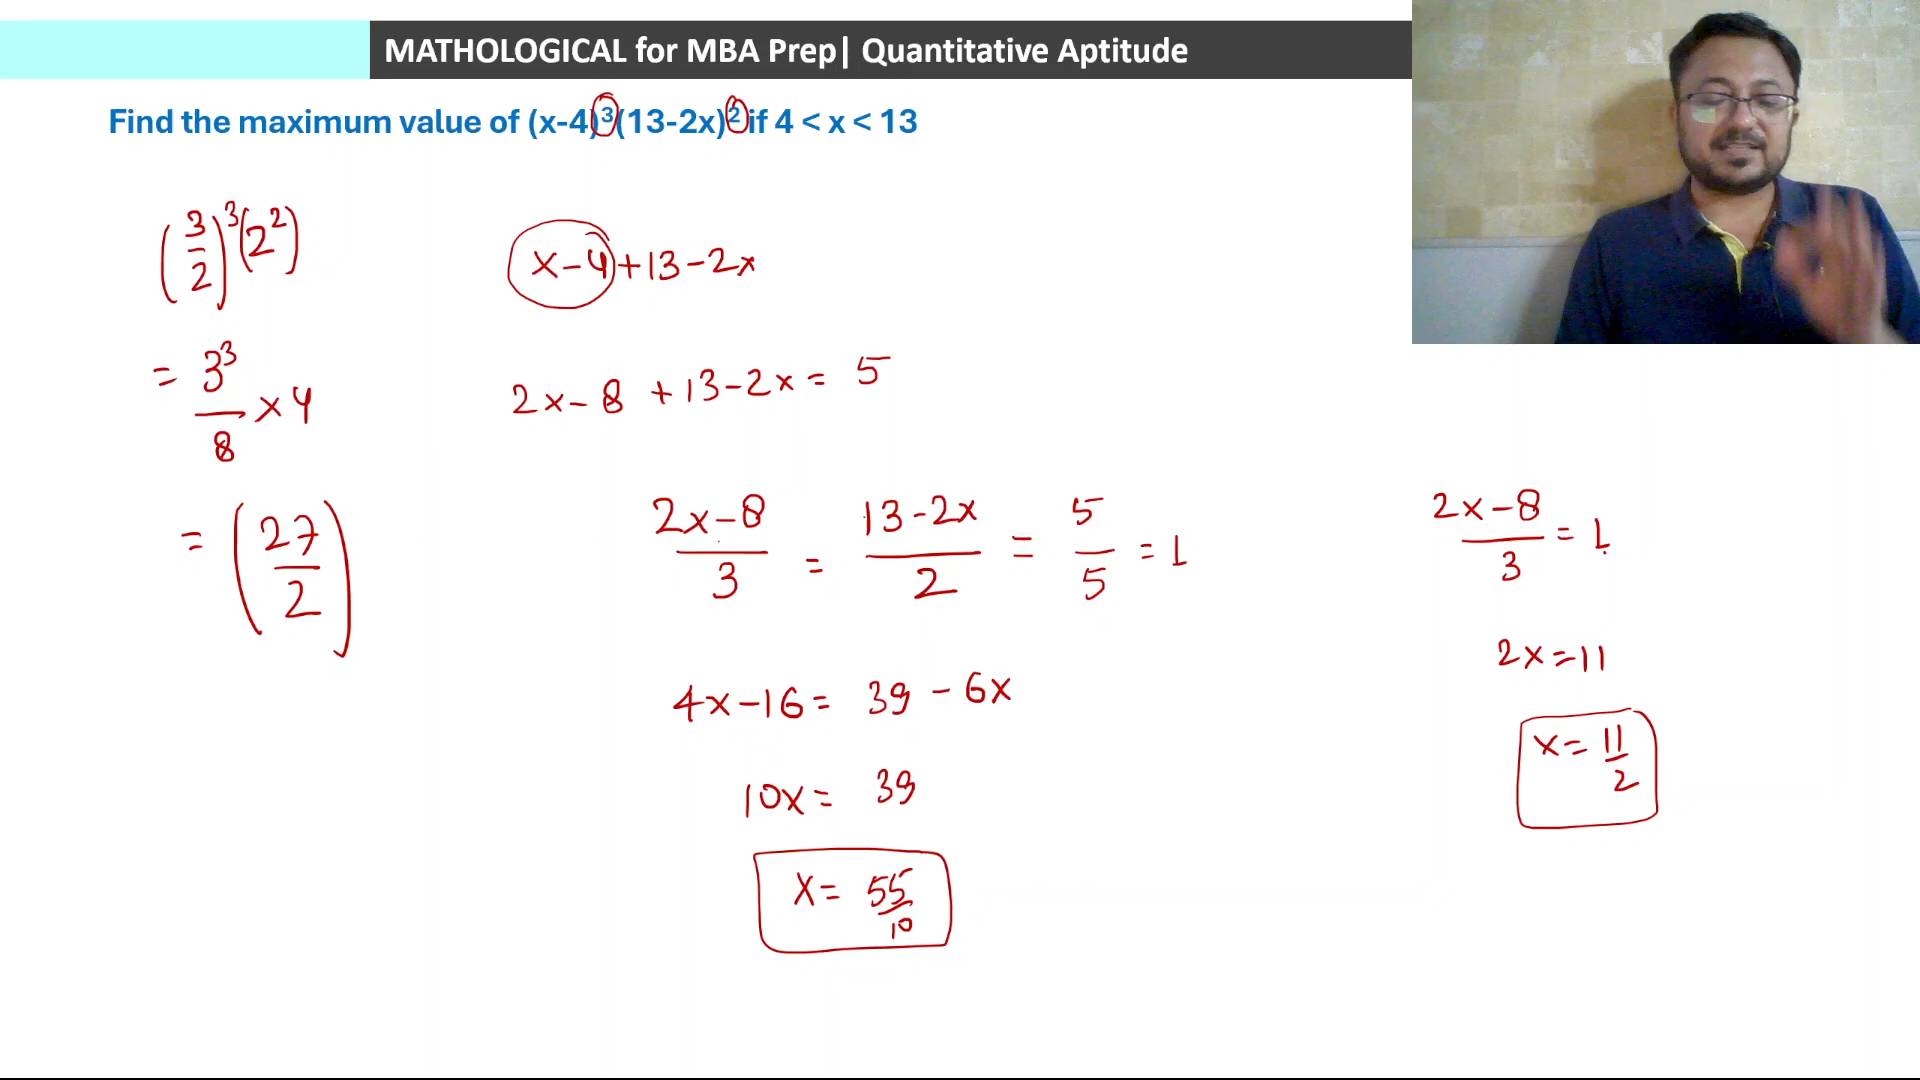 MATHOLOGICAL for MBA Prep| Quantitative Aptitude
Find the maximum value of (x-4)³(13-2x)² if 4 < x < 13
(3/2)³(2²)
= 3³/8 × 4
= (27/2)
x-4+13-2x
2x-8+13-2x = 5
2x-8/3 = 13-2x/2 = 5/5 = 1
4x-16 = 39-6x
10x = 39
x = 55/10
2x-8/3 = 1
2x=11
x = 11/2